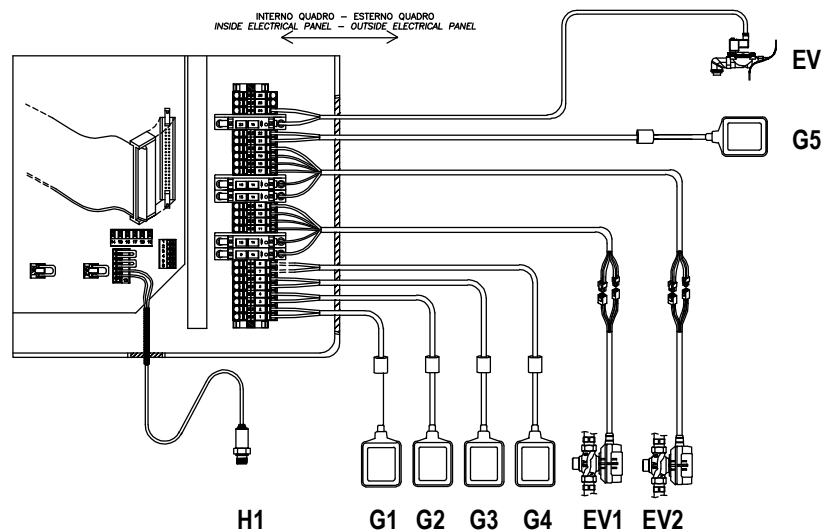 INTERNO QUADRO – ESTERNO QUADRO
INSIDE ELECTRICAL PANEL – OUTSIDE ELECTRICAL PANEL
EV
G5
H1 G1 G2 G3 G4 EV1 EV2